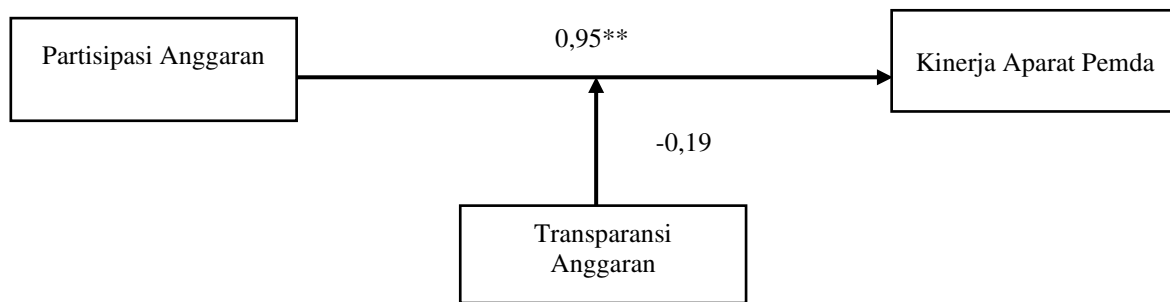 0,95**
Partisipasi Anggaran
Kinerja Aparat Pemda
-0,19
Transparansi
Anggaran